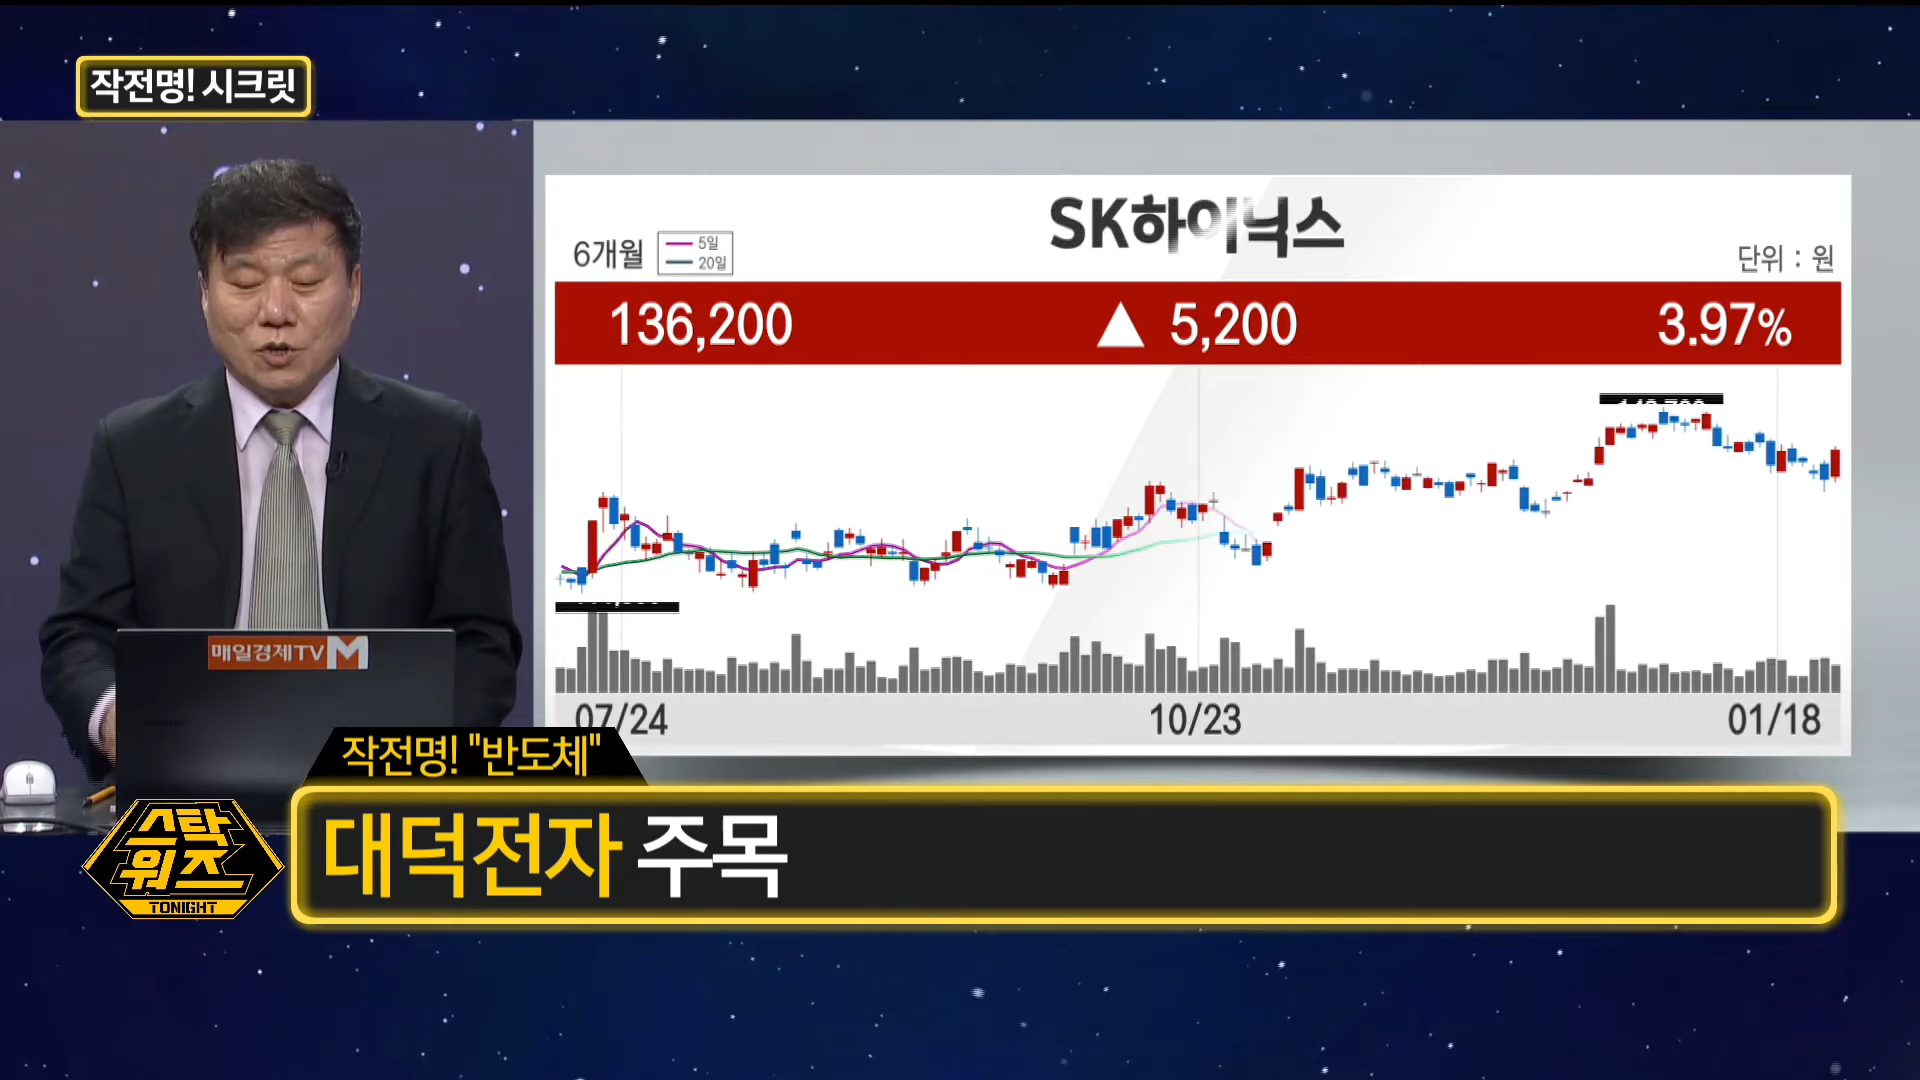 작전명! 시크릿
SK하이닉스
6개월
5일
20일
단위 : 원
136,200 ▲ 5,200 3.97%
07/24 10/23 01/18
매일경제TV M
작전명! "반도체"
대덕전자 주목
스탁
워즈
TONIGHT